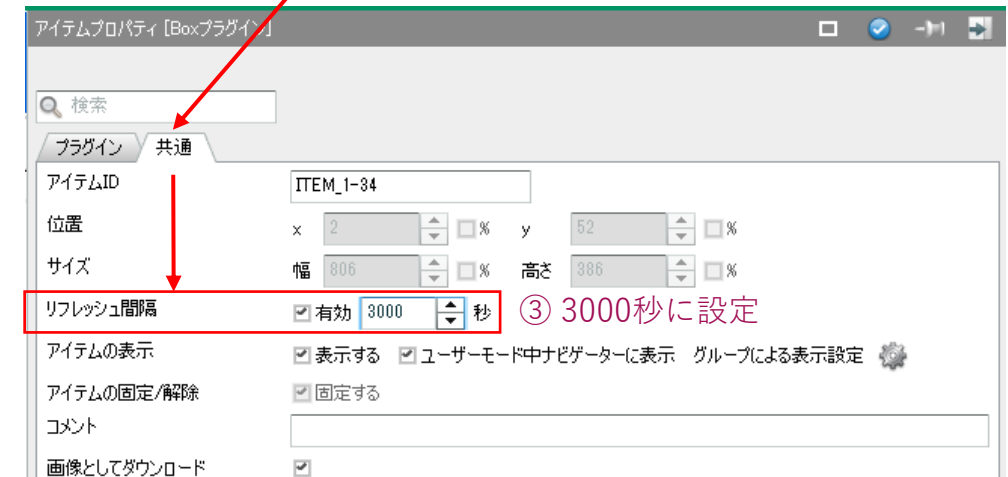 アイテムプロパティ [Boxプラグイン]
検索
プラグイン 共通
アイテムID ITEM_1-34
位置 x 2 % y 52 %
サイズ 幅 806 % 高さ 386 %
リフレッシュ間隔 有効 3000 秒 ③ 3000秒に設定
アイテムの表示 表示する ユーザーモード中ナビゲーターに表示 グループによる表示設定
アイテムの固定/解除 固定する
コメント
画像としてダウンロード